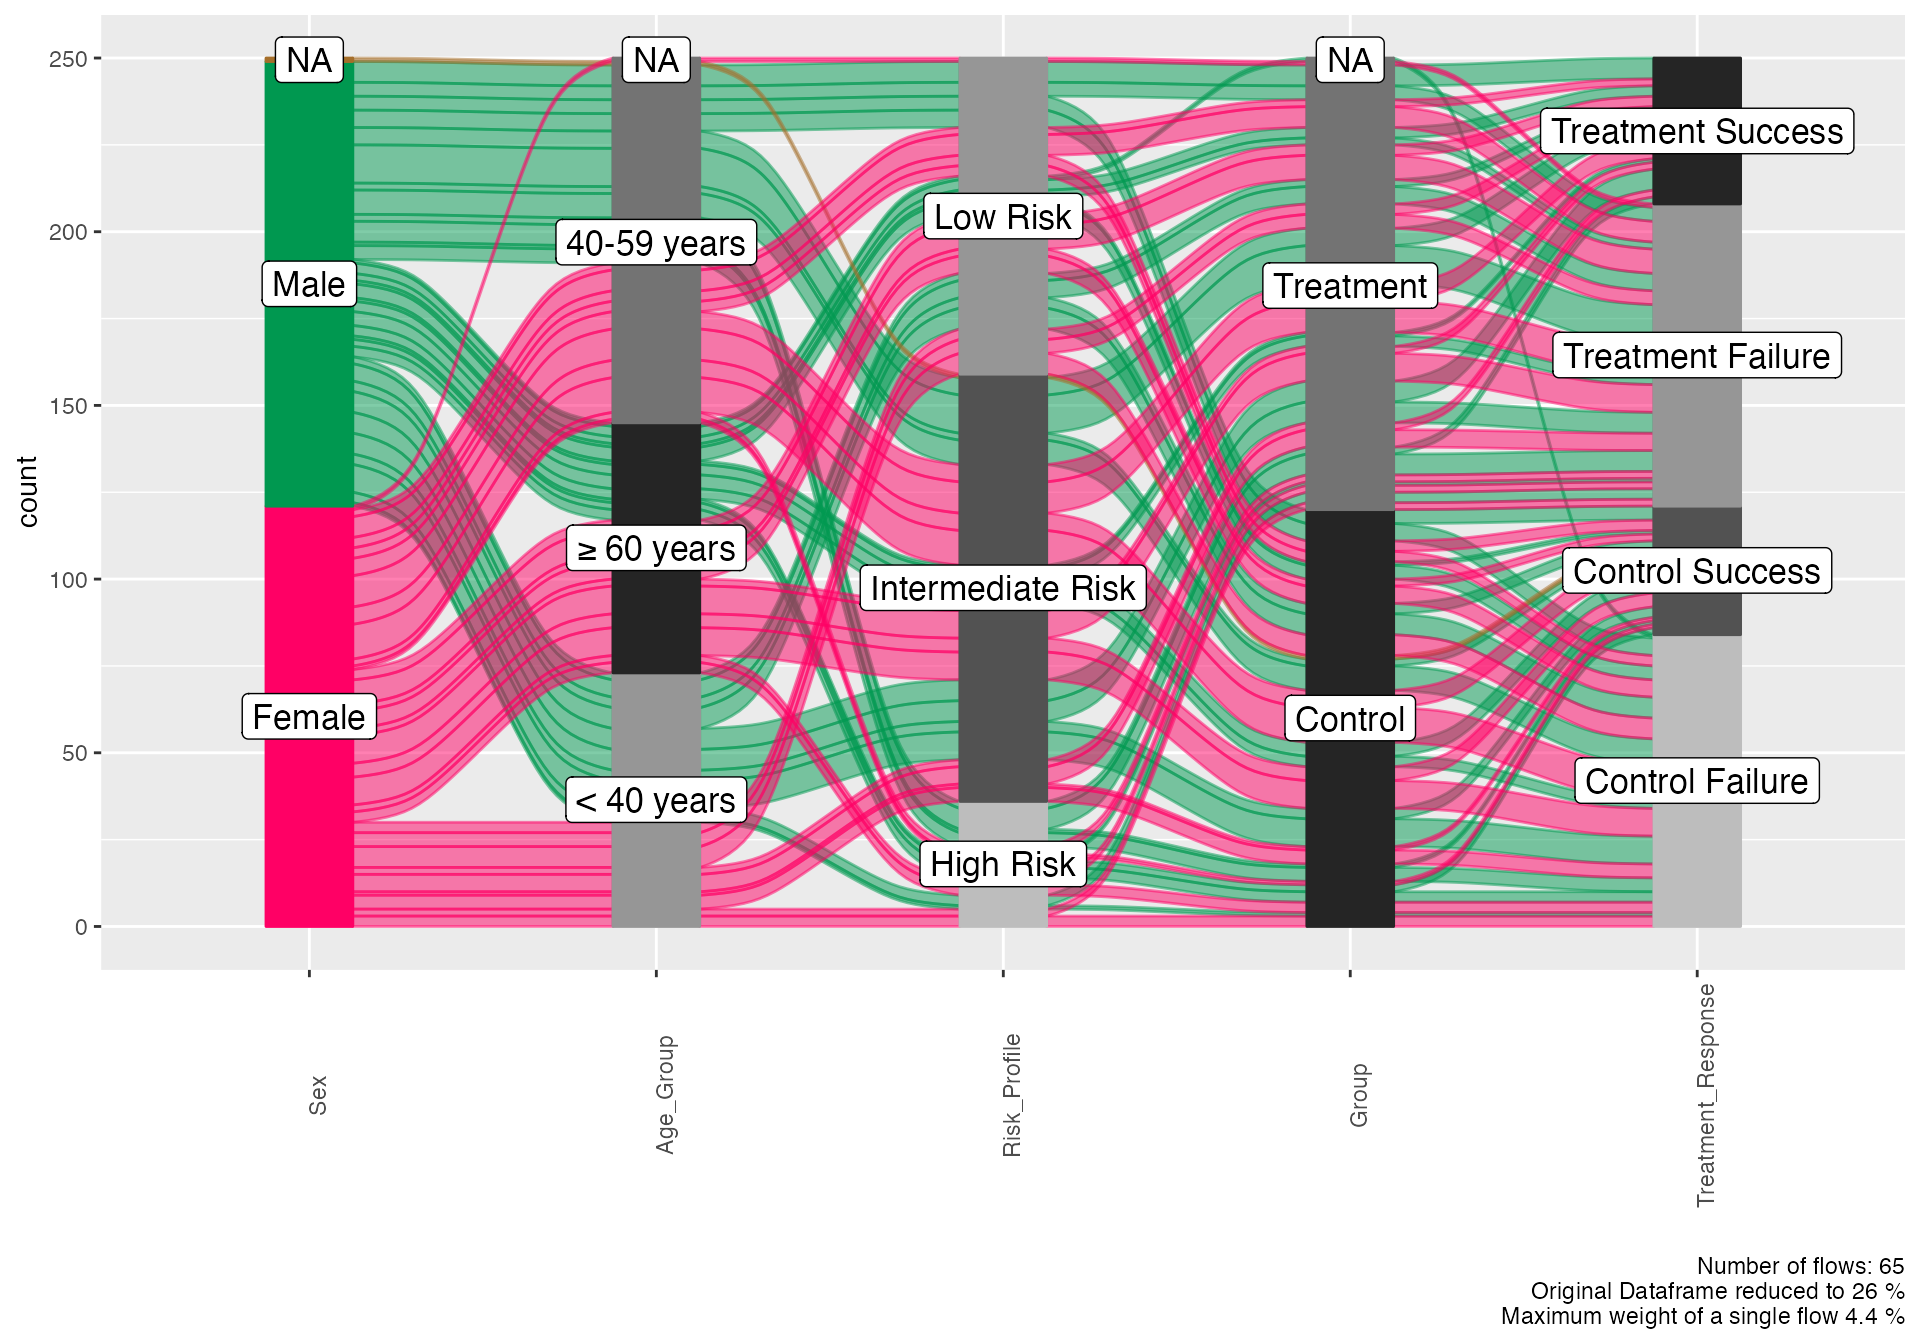 count
250
200
150
100
50
0
NA
Male
Female
NA
40-59 years
≥ 60 years
< 40 years
Low Risk
Intermediate Risk
High Risk
NA
Treatment
Control
Treatment Success
Treatment Failure
Control Success
Control Failure
Sex
Age_Group
Risk_Profile
Group
Treatment_Response
Number of flows: 65
Original Dataframe reduced to 26 %
Maximum weight of a single flow 4.4 %